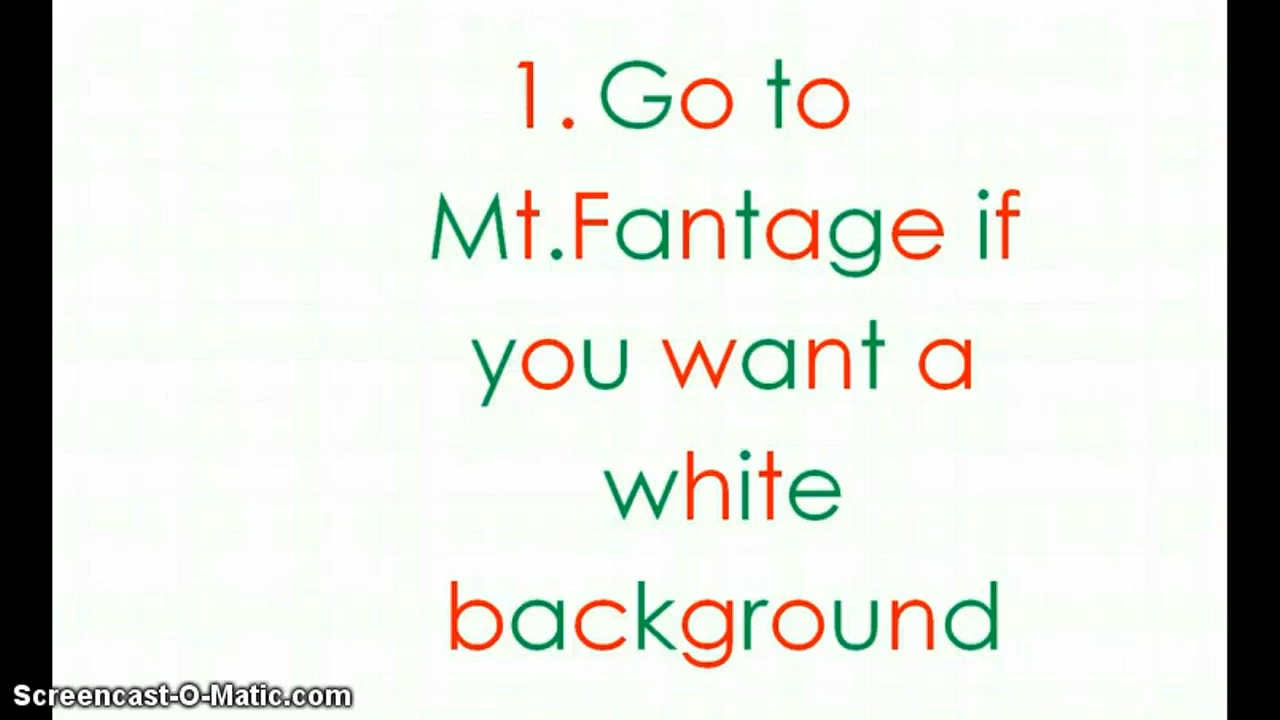 1. Go to
Mt.Fantage if
you want a
white
background
Screencast-O-Matic.com